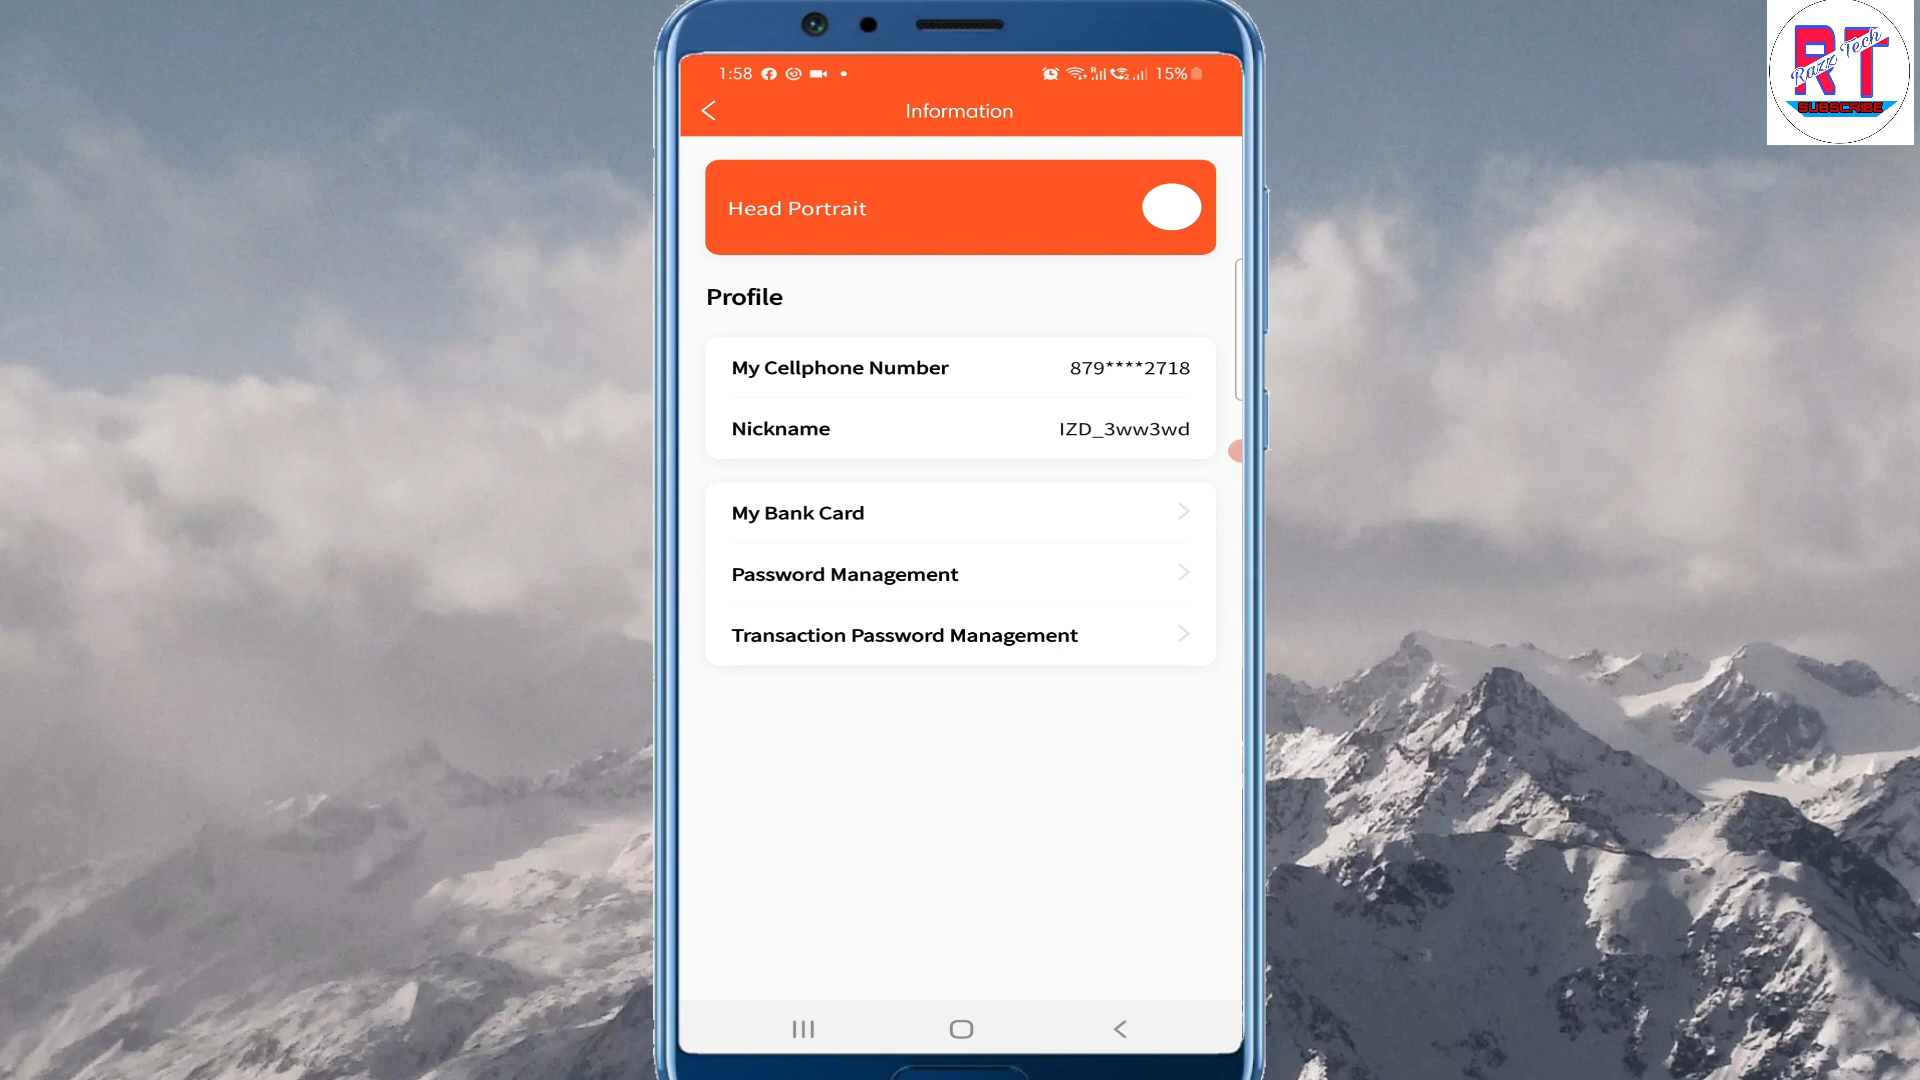 1:58
15%
Information
Head Portrait
Profile
My Cellphone Number 879****2718
Nickname IZD_3ww3wd
My Bank Card
Password Management
Transaction Password Management
RT
Razz Tech
SUBSCRIBE